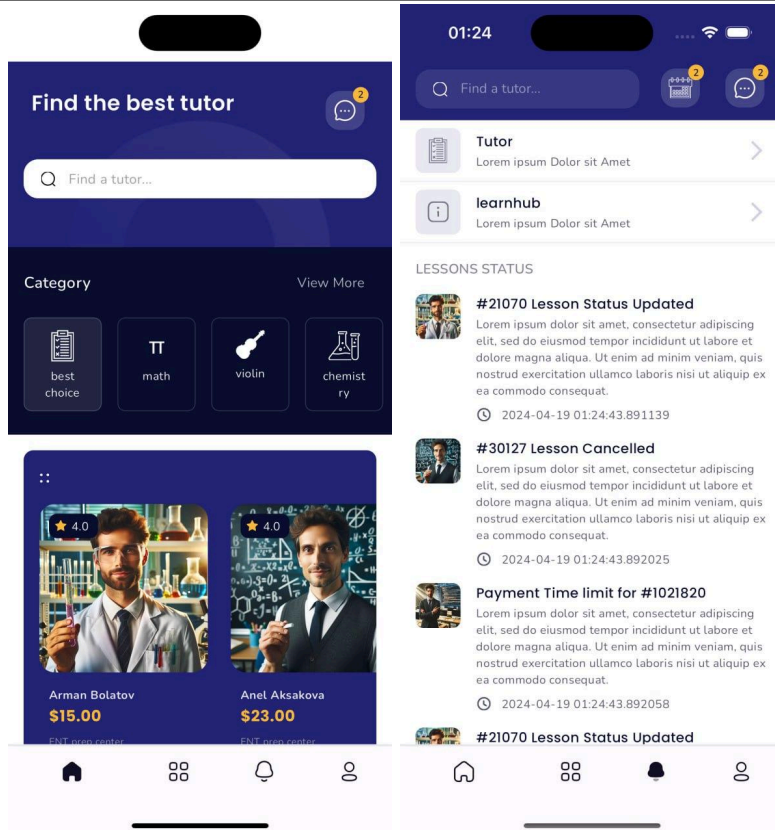 Find the best tutor
2
Find a tutor...
Category
View More
best
choice
π
math
violin
chemist
ry
4.0
4.0
Arman Bolatov
$15.00
ENT prep center
Anel Aksakova
$23.00
ENT prep center
01:24
Find a tutor...
2
2
Tutor
Lorem ipsum Dolor sit Amet
learnhub
Lorem ipsum Dolor sit Amet
LESSONS STATUS
#21070 Lesson Status Updated
Lorem ipsum dolor sit amet, consectetur adipiscing
elit, sed do eiusmod tempor incididunt ut labore et
dolore magna aliqua. Ut enim ad minim veniam, quis
nostrud exercitation ullamco laboris nisi ut aliquip ex
ea commodo consequat.
2024-04-19 01:24:43.891139
#30127 Lesson Cancelled
Lorem ipsum dolor sit amet, consectetur adipiscing
elit, sed do eiusmod tempor incididunt ut labore et
dolore magna aliqua. Ut enim ad minim veniam, quis
nostrud exercitation ullamco laboris nisi ut aliquip ex
ea commodo consequat.
2024-04-19 01:24:43.892025
Payment Time limit for #1021820
Lorem ipsum dolor sit amet, consectetur adipiscing
elit, sed do eiusmod tempor incididunt ut labore et
dolore magna aliqua. Ut enim ad minim veniam, quis
nostrud exercitation ullamco laboris nisi ut aliquip ex
ea commodo consequat.
2024-04-19 01:24:43.892058
#21070 Lesson Status Updated